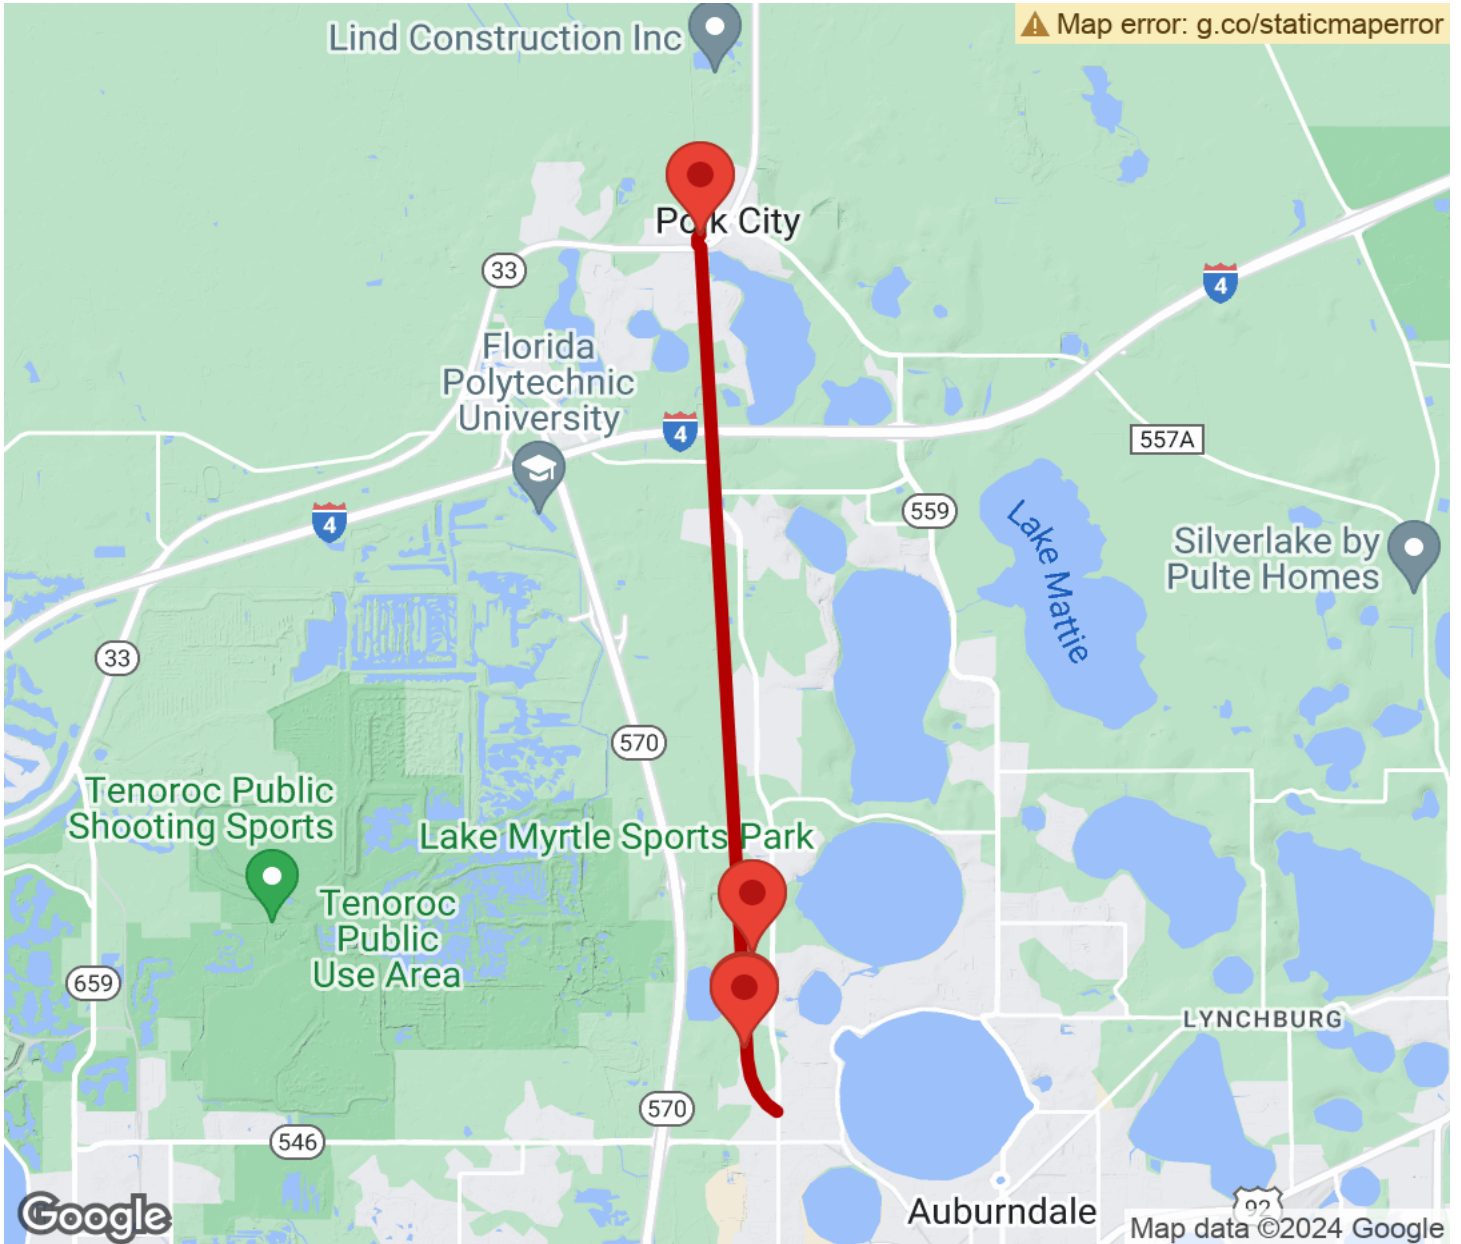 Lind Construction Inc
Map error: g.co/staticmaperror
Polk City
33
4
Florida
Polytechnic
University
4
557A
4
559
Lake Mattie
Silverlake by
Pulte Homes
33
570
Tenoroc Public
Shooting Sports
Lake Myrtle Sports Park
Tenoroc
Public
Use Area
659
LYNCHBURG
570
546
Auburndale
92
Google
Map data ©2024 Google